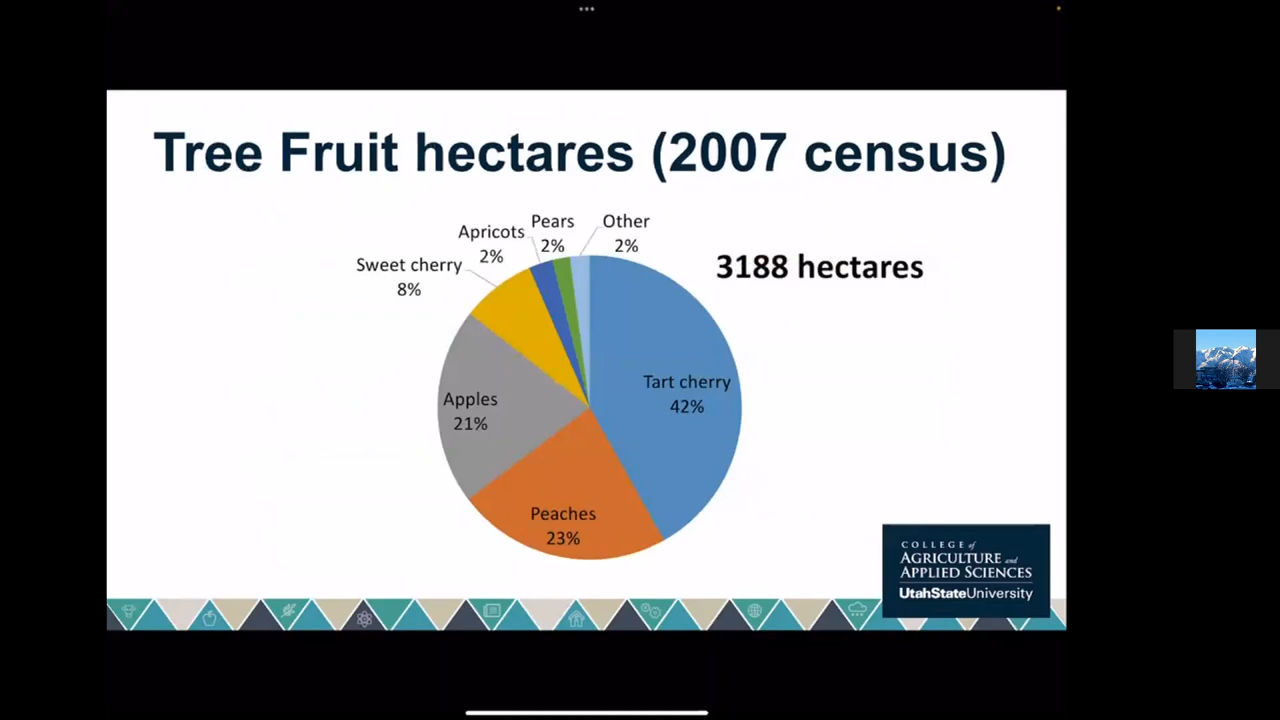 Tree Fruit hectares (2007 census)
Pears
2%
Other
2%
Apricots
2%
Sweet cherry
8%
3188 hectares
Tart cherry
42%
Apples
21%
Peaches
23%
COLLEGE of
AGRICULTURE and
APPLIED SCIENCES
UtahStateUniversity